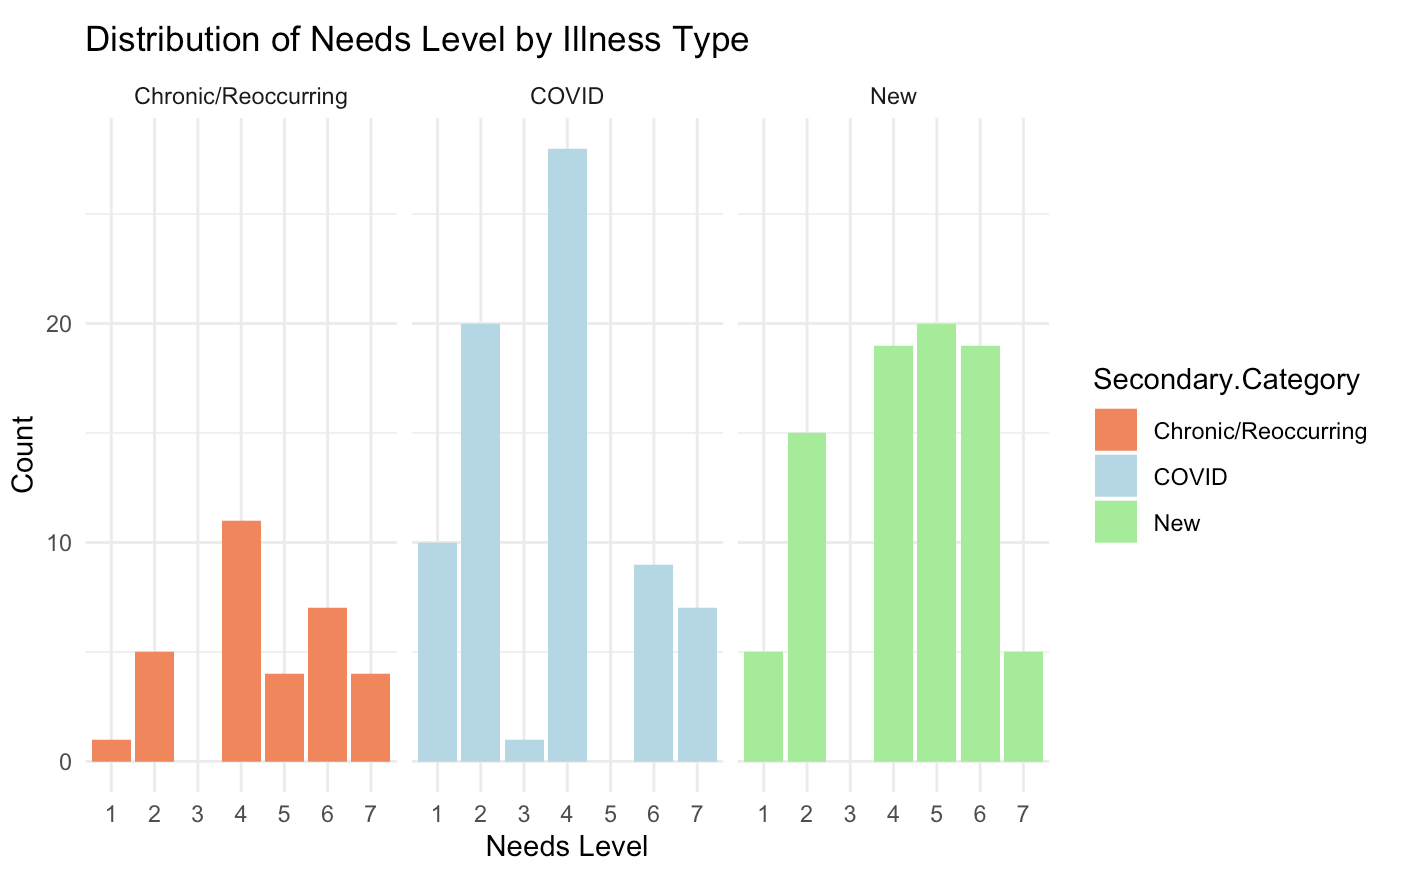 Distribution of Needs Level by Illness Type
Chronic/Reoccurring COVID New
20
10
0
Count
1 2 3 4 5 6 7 1 2 3 4 5 6 7 1 2 3 4 5 6 7
Needs Level
Secondary.Category
Chronic/Reoccurring
COVID
New